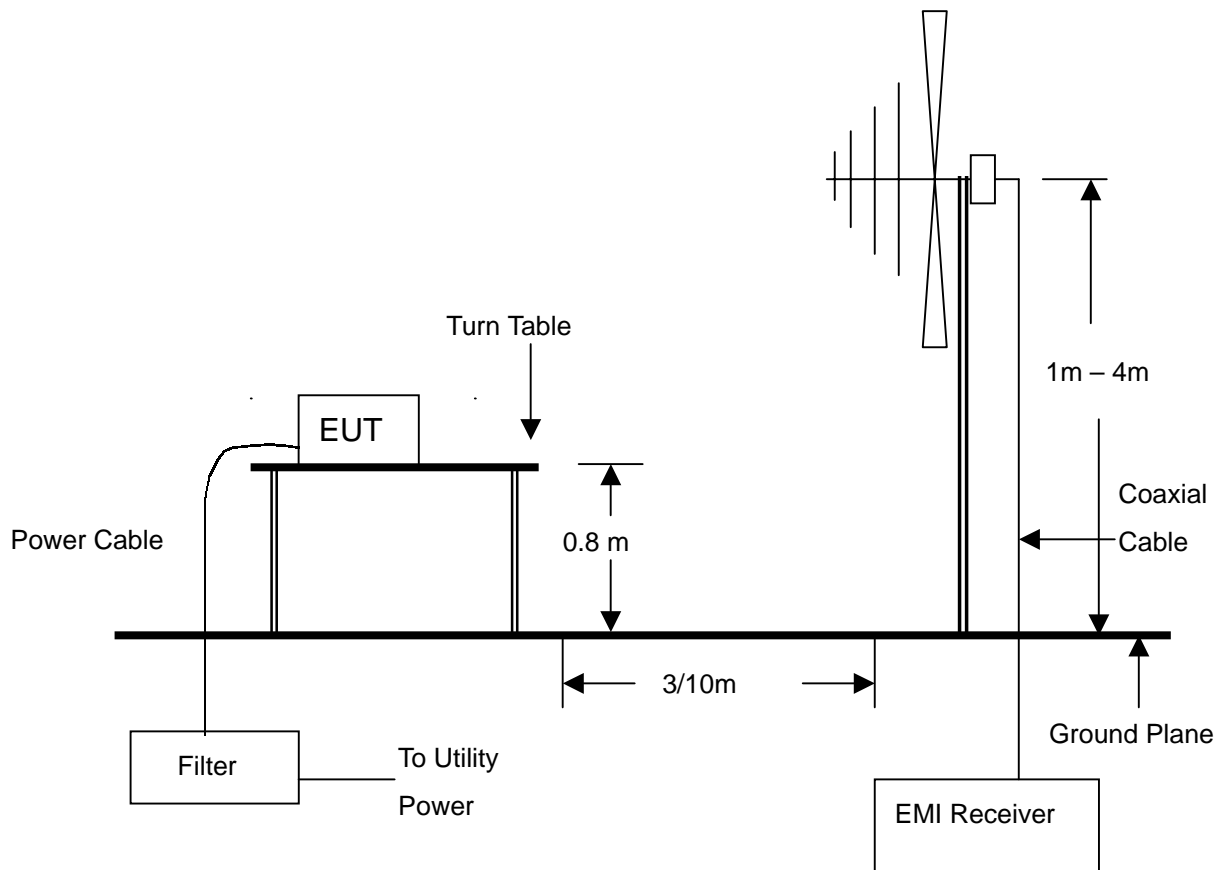 Turn Table
1m – 4m
EUT
Coaxial
Cable
Power Cable
0.8 m
3/10m
Ground Plane
Filter
To Utility
Power
EMI Receiver